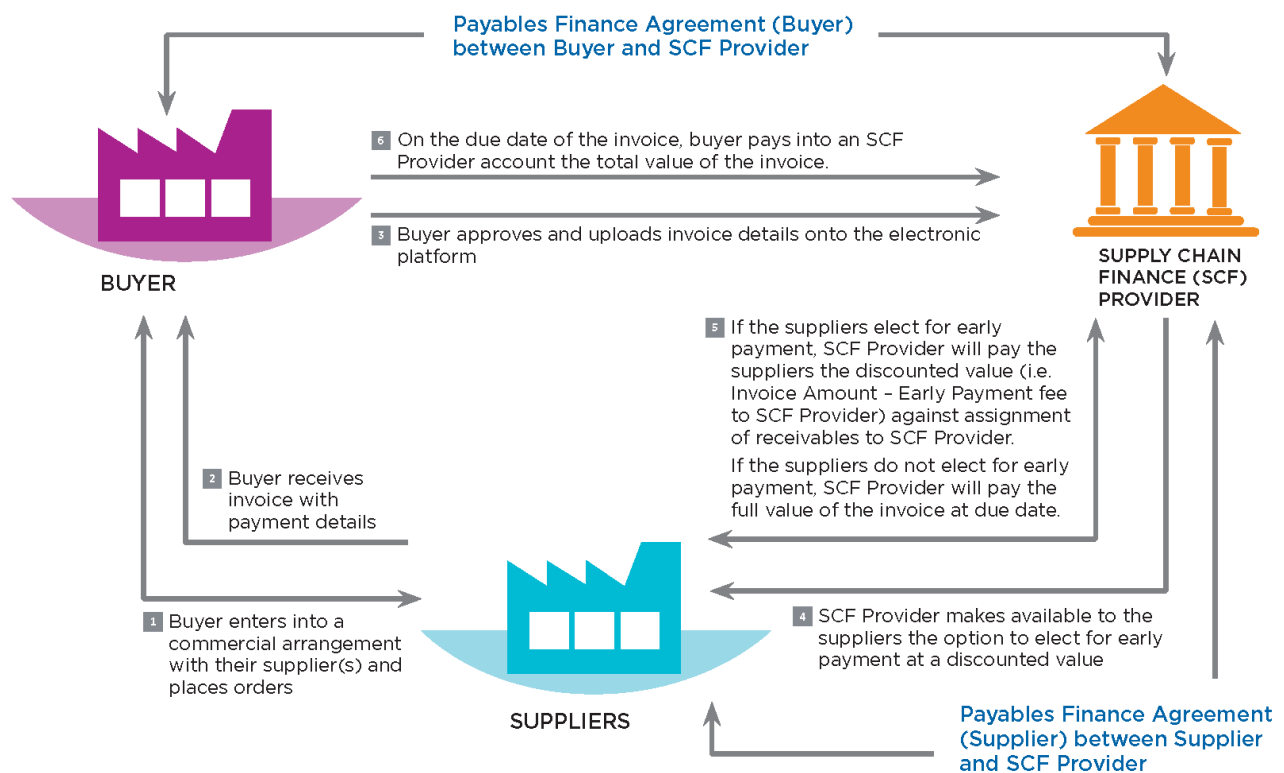 Payables Finance Agreement (Buyer)
between Buyer and SCF Provider
6 On the due date of the invoice, buyer pays into an SCF
Provider account the total value of the invoice.
3 Buyer approves and uploads invoice details onto the electronic
platform
BUYER
SUPPLY CHAIN
FINANCE (SCF)
PROVIDER
5 If the suppliers elect for early
payment, SCF Provider will pay the
suppliers the discounted value (i.e.
Invoice Amount – Early Payment fee
to SCF Provider) against assignment
of receivables to SCF Provider.
If the suppliers do not elect for early
payment, SCF Provider will pay the
full value of the invoice at due date.
2 Buyer receives
invoice with
payment details
1 Buyer enters into a
commercial arrangement
with their supplier(s) and
places orders
4 SCF Provider makes available to the
suppliers the option to elect for early
payment at a discounted value
SUPPLIERS
Payables Finance Agreement
(Supplier) between Supplier
and SCF Provider